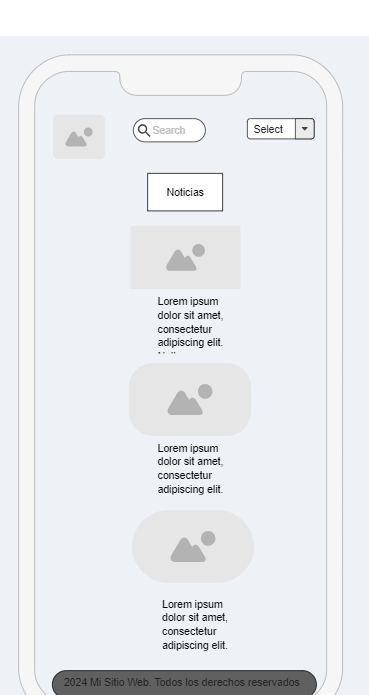 Search
Select
Noticias
Lorem ipsum
dolor sit amet,
consectetur
adipiscing elit.
Lorem ipsum
dolor sit amet,
consectetur
adipiscing elit.
Lorem ipsum
dolor sit amet,
consectetur
adipiscing elit.
2024 Mi Sitio Web. Todos los derechos reservados